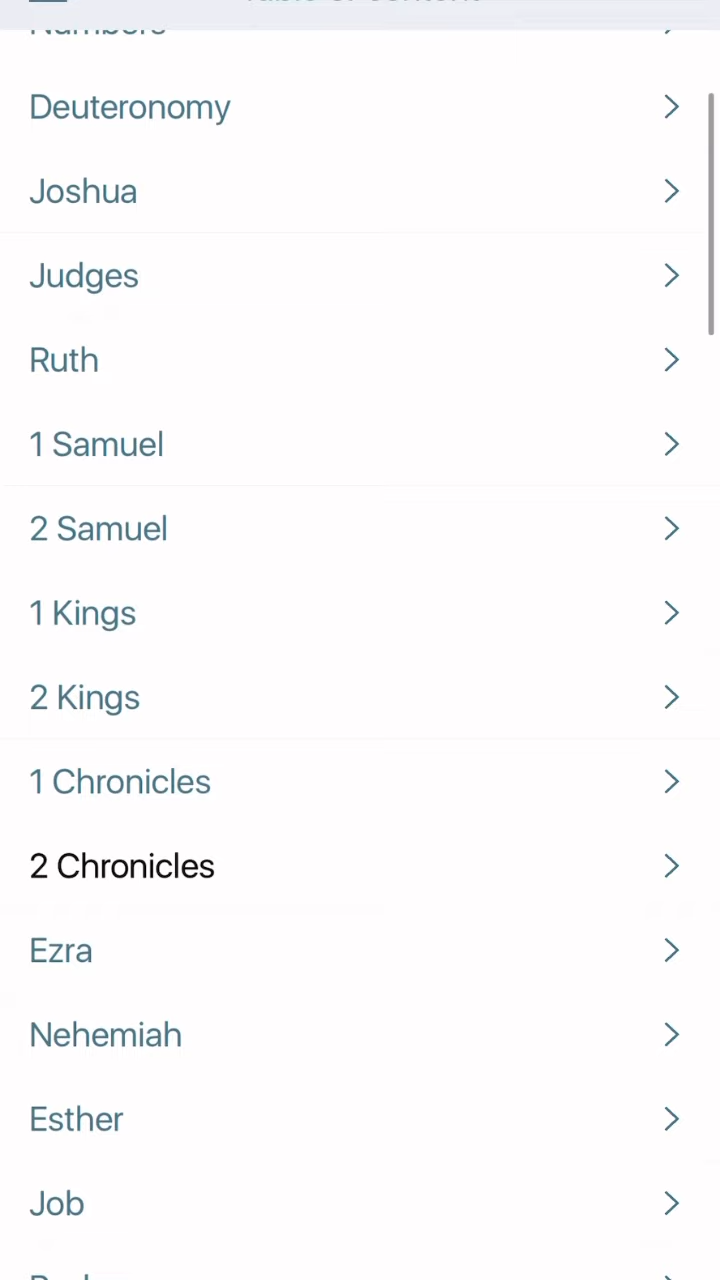 Numbers
Deuteronomy
Joshua
Judges
Ruth
1 Samuel
2 Samuel
1 Kings
2 Kings
1 Chronicles
2 Chronicles
Ezra
Nehemiah
Esther
Job